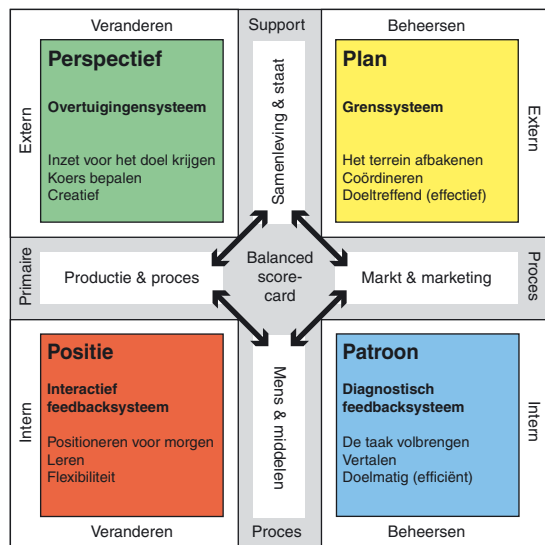 Veranderen
Support
Beheersen
Extern
Perspectief
Overtuigingensysteem
Inzet voor het doel krijgen
Koers bepalen
Creatief
Samenleving & staat
Plan
Grenssysteem
Het terrein afbakenen
Coördineren
Doeltreffend (effectief)
Extern
Primaire
Productie & proces
Balanced
score-
card
Markt & marketing
Proces
Intern
Positie
Interactief
feedbacksysteem
Positioneren voor morgen
Leren
Flexibiliteit
Mens & middelen
Patroon
Diagnostisch
feedbacksysteem
De taak volbrengen
Vertalen
Doelmatig (efficiënt)
Intern
Veranderen
Proces
Beheersen